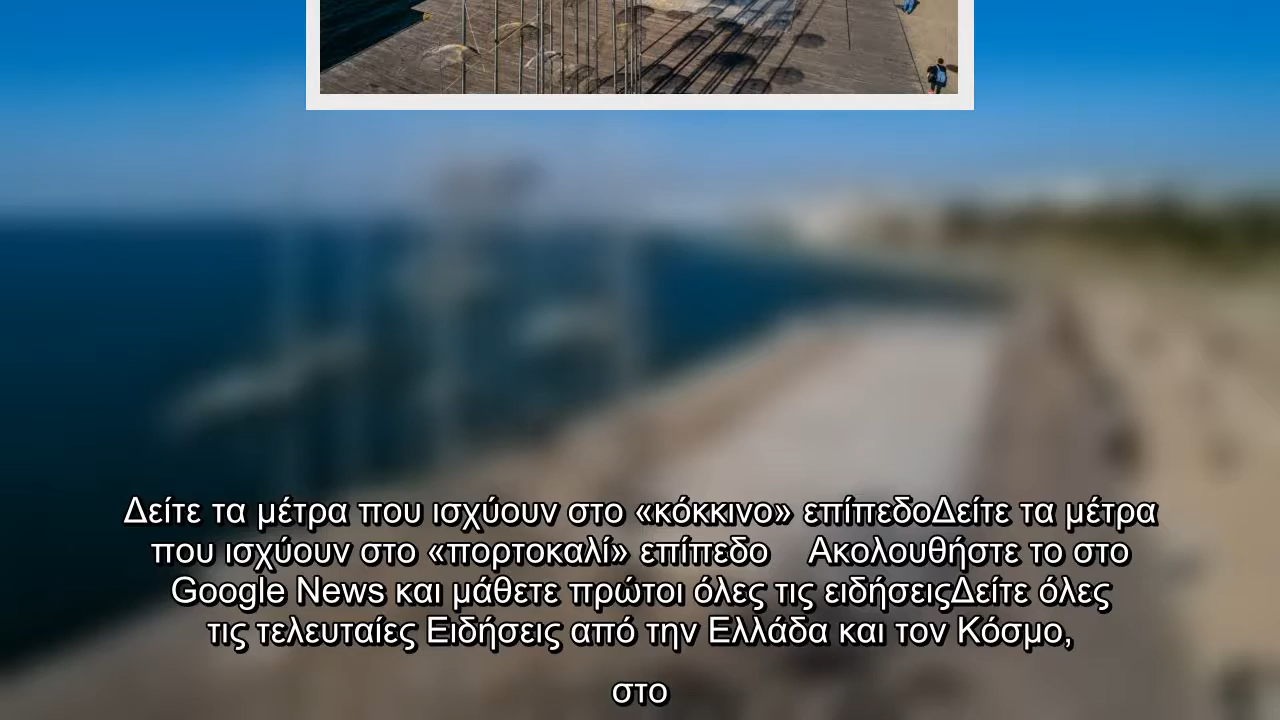 Δείτε τα μέτρα που ισχύουν στο «κόκκινο» επίπεδοΔείτε τα μέτρα
που ισχύουν στο «πορτοκαλί» επίπεδο    Ακολουθήστε το στο
Google News και μάθετε πρώτοι όλες τις ειδήσειςΔείτε όλες
τις τελευταίες Ειδήσεις από την Ελλάδα και τον Κόσμο,
στο